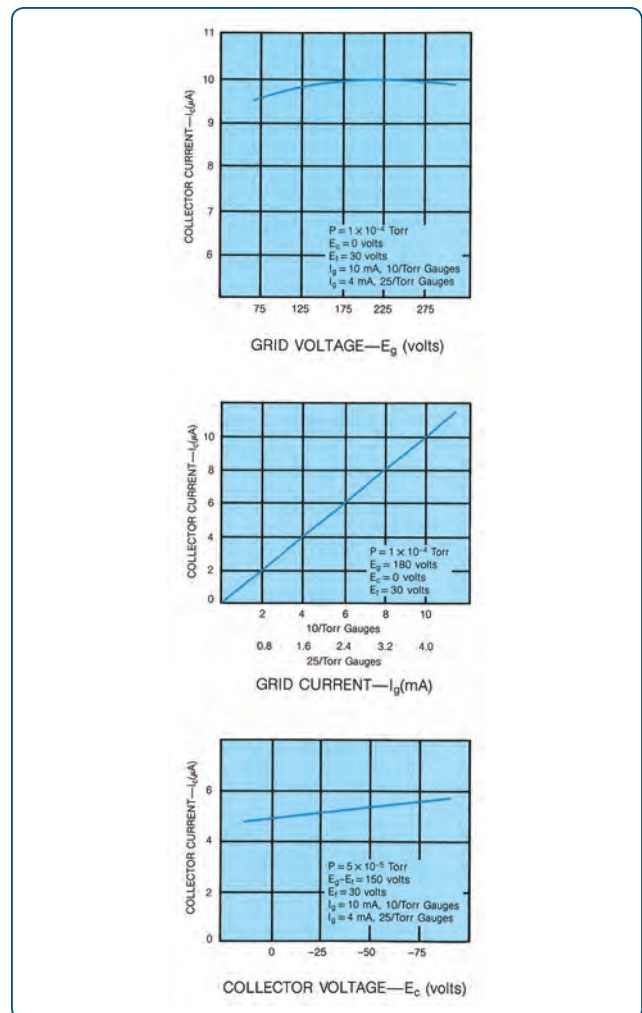 11
10
9
8
7
6
COLLECTOR CURRENT—Ic(μA)
P = 1 × 10⁻⁴ Torr
Ec = 0 volts
Ef = 30 volts
Ig = 10 mA, 10/Torr Gauges
Ig = 4 mA, 25/Torr Gauges
75 125 175 225 275
GRID VOLTAGE—Eg (volts)
10
8
6
4
2
0
COLLECTOR CURRENT—Ic(μA)
P = 1 × 10⁻⁴ Torr
Eg = 180 volts
Ec = 0 volts
Ef = 30 volts
2 4 6 8 10
10/Torr Gauges
0.8 1.6 2.4 3.2 4.0
25/Torr Gauges
GRID CURRENT—Ig(mA)
6
4
2
0
COLLECTOR CURRENT—Ic(μA)
P = 5 × 10⁻⁵ Torr
Eg-Ef = 150 volts
Ef = 30 volts
Ig = 10 mA, 10/Torr Gauges
Ig = 4 mA, 25/Torr Gauges
0 -25 -50 -75
COLLECTOR VOLTAGE—Ec (volts)